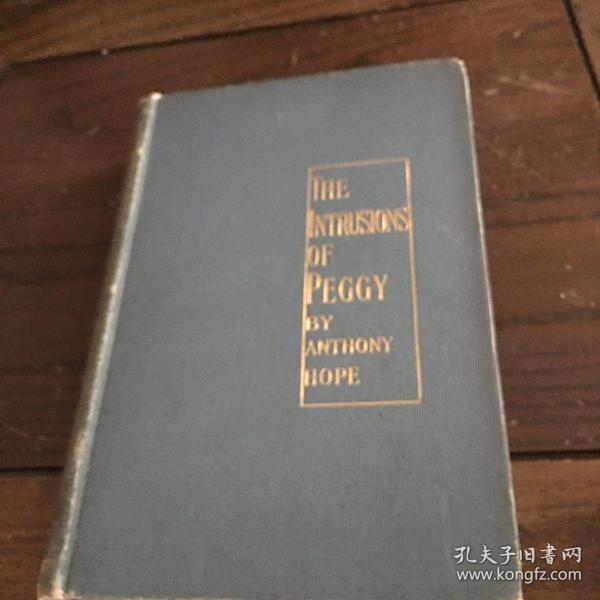 THE
INTRUSIONS
OF
PEGGY
BY
ANTHONY
HOPE
孔夫子旧书网
www.kongfz.com